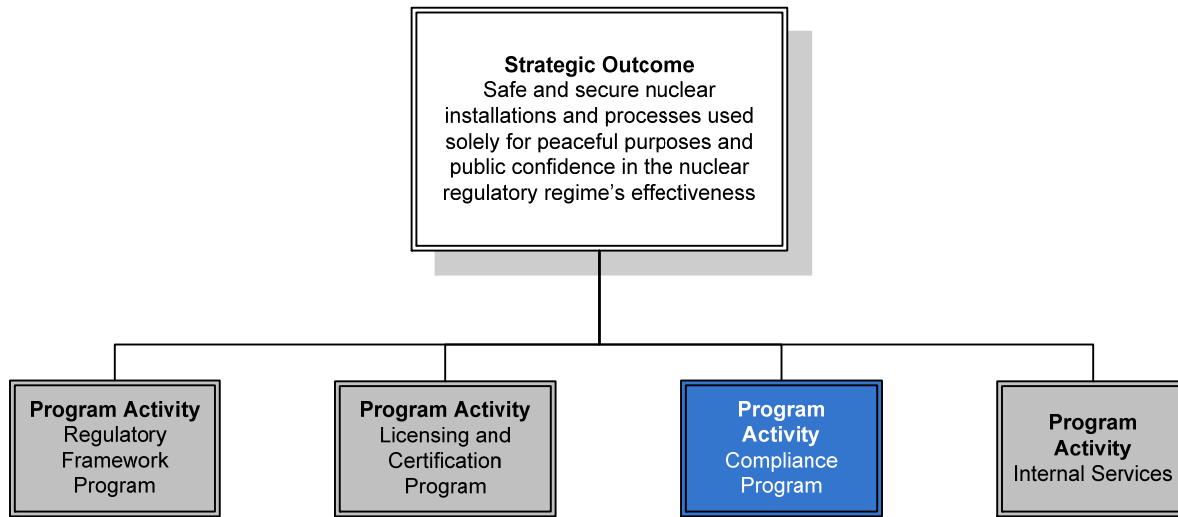 Strategic Outcome
Safe and secure nuclear
installations and processes used
solely for peaceful purposes and
public confidence in the nuclear
regulatory regime’s effectiveness
Program Activity
Regulatory
Framework
Program
Program Activity
Licensing and
Certification
Program
Program
Activity
Compliance
Program
Program
Activity
Internal Services